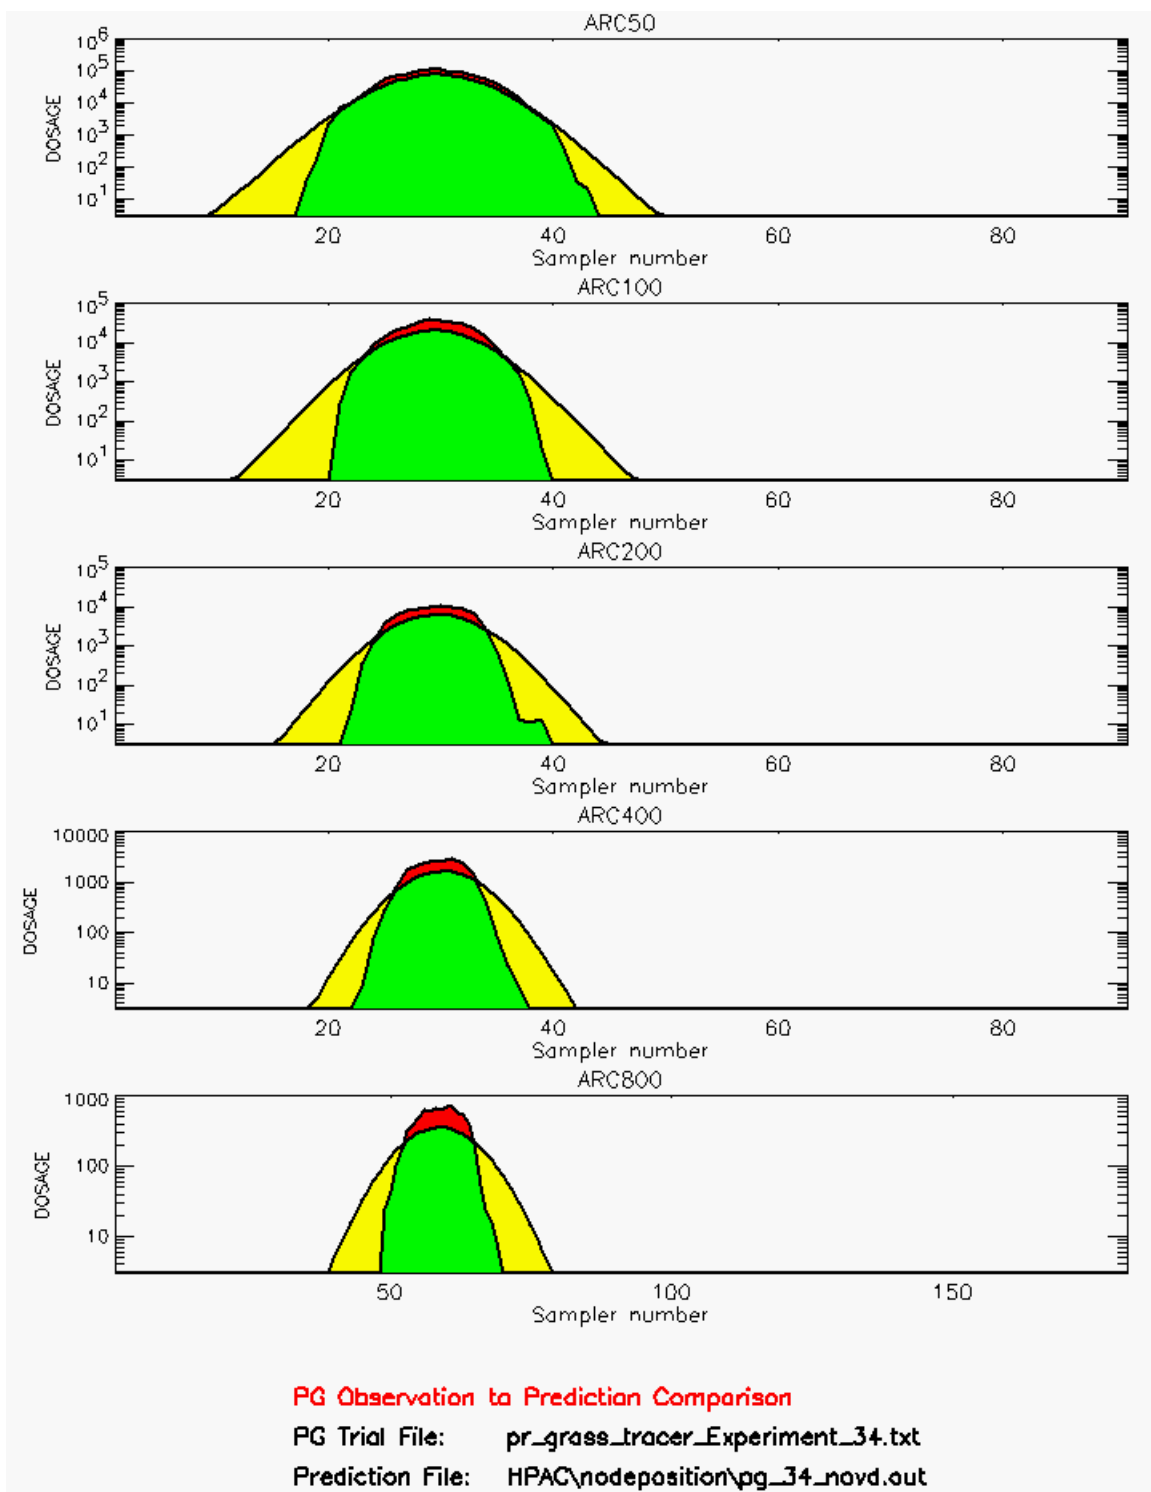 ARC50
10^6
10^5
10^4
10^3
10^2
10^1
DOSAGE
20 40 60 80
Sampler number
ARC100
10^5
10^4
10^3
10^2
10^1
DOSAGE
20 40 60 80
Sampler number
ARC200
10^5
10^4
10^3
10^2
10^1
DOSAGE
20 40 60 80
Sampler number
ARC400
10000
1000
100
10
DOSAGE
20 40 60 80
Sampler number
ARC800
1000
100
10
DOSAGE
50 100 150
Sampler number
PG Observation to Prediction Comparison
PG Trial File: pr_grass_tracer_Experiment_34.txt
Prediction File: HPAC\nodeposition\pg_34_novd.out